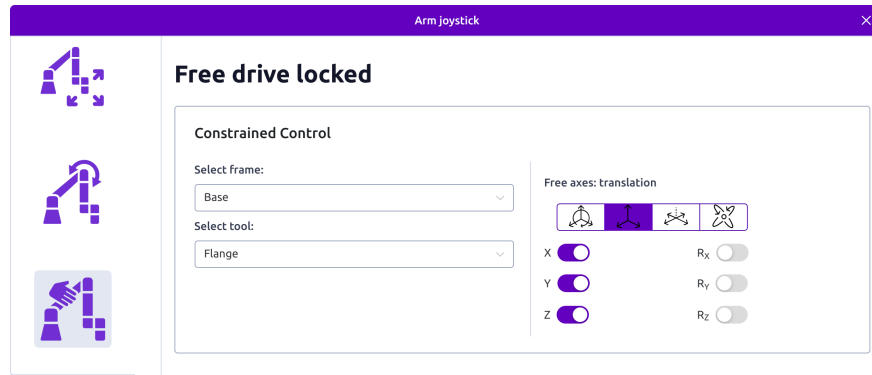 Arm joystick
Free drive locked
Constrained Control
Select frame:
Base
Select tool:
Flange
Free axes: translation
X
RX
Y
RY
Z
RZ